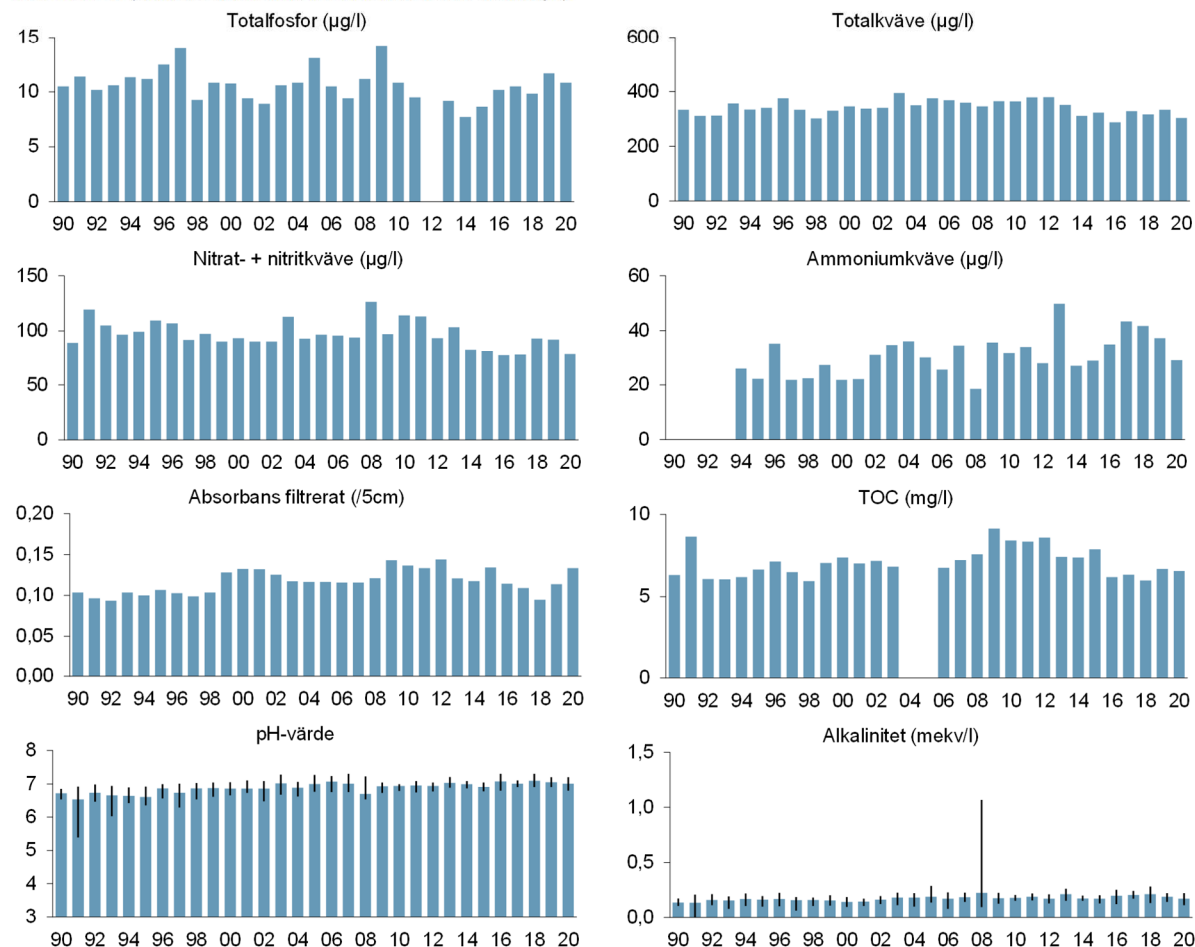 Totalfosfor (µg/l)
15
10
5
0
90 92 94 96 98 00 02 04 06 08 10 12 14 16 18 20
Totalkväve (µg/l)
600
400
200
0
90 92 94 96 98 00 02 04 06 08 10 12 14 16 18 20
Nitrat- + nitritkväve (µg/l)
150
100
50
0
90 92 94 96 98 00 02 04 06 08 10 12 14 16 18 20
Ammoniumkväve (µg/l)
60
40
20
0
90 92 94 96 98 00 02 04 06 08 10 12 14 16 18 20
Absorbans filtrerat (/5cm)
0,20
0,15
0,10
0,05
0,00
90 92 94 96 98 00 02 04 06 08 10 12 14 16 18 20
TOC (mg/l)
10
5
0
90 92 94 96 98 00 02 04 06 08 10 12 14 16 18 20
pH-värde
8
7
6
5
4
3
90 92 94 96 98 00 02 04 06 08 10 12 14 16 18 20
Alkalinitet (mekv/l)
1,5
1,0
0,5
0,0
90 92 94 96 98 00 02 04 06 08 10 12 14 16 18 20